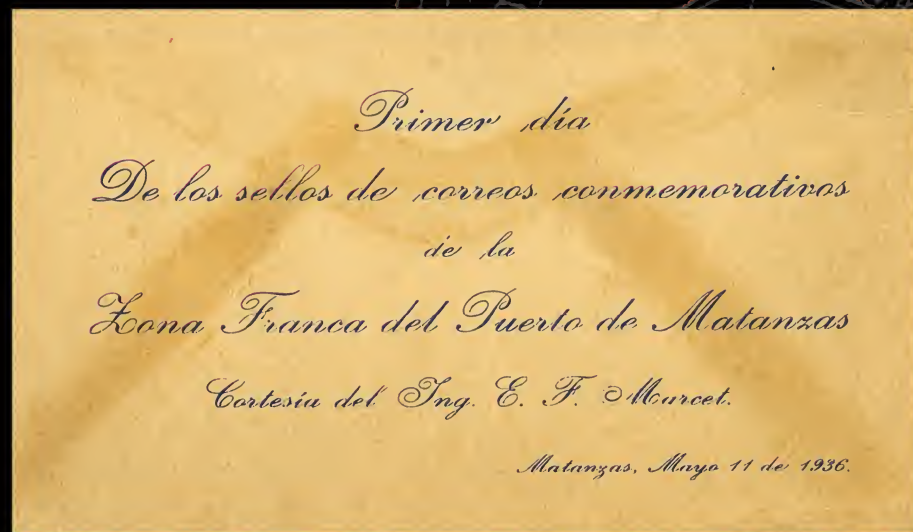 Primer día
De los sellos de correos conmemorativos
de la
Zona Franca del Puerto de Matanzas
Cortesía del Ing. E. F. Marcet.
Matanzas, Mayo 11 de 1936.